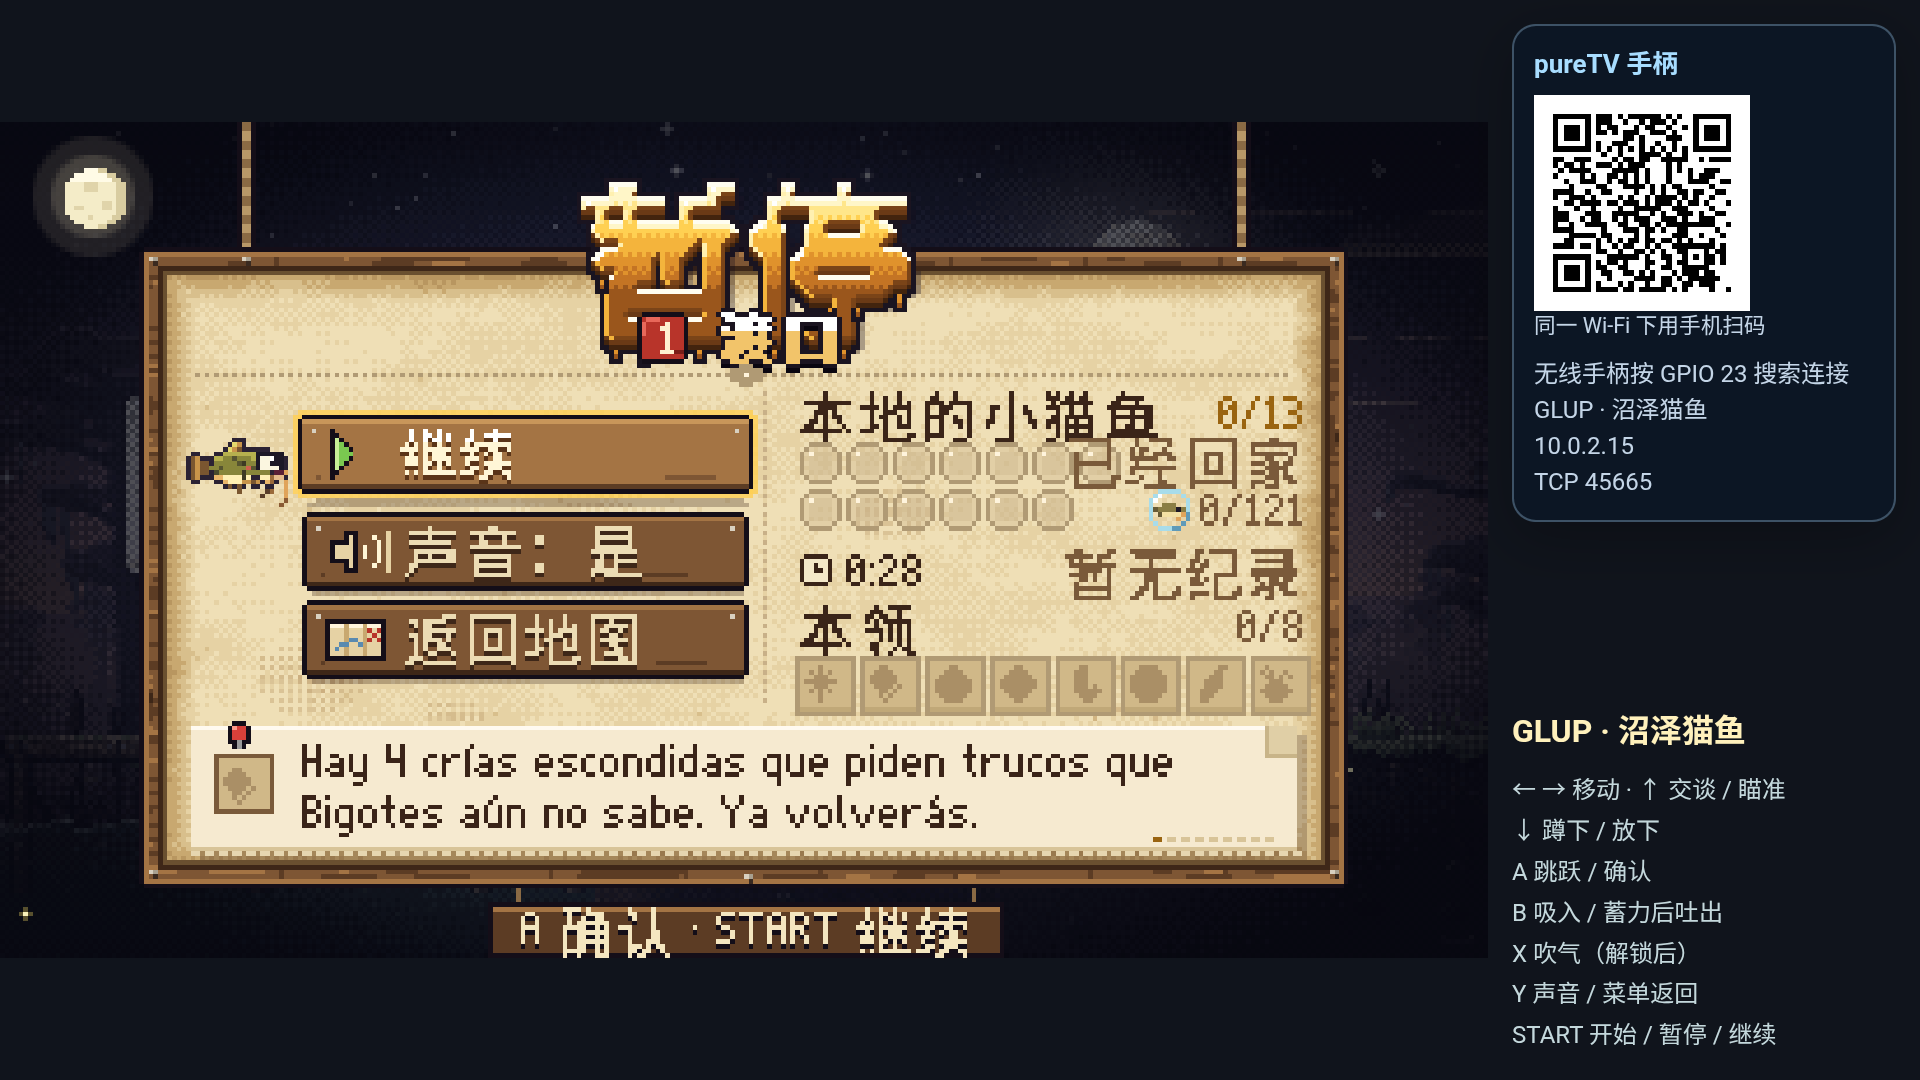 暂停
1 发 口
继续
声音：是
返回地图
本地的小猫鱼 0/13
已经回家
0/121
0:28 暂无纪录
本领 0/8
Hay 4 crías escondidas que piden trucos que
Bigotes aún no sabe. Ya volverás.
A 确认 · START 继续
pureTV 手柄
同一 Wi-Fi 下用手机扫码
无线手柄按 GPIO 23 搜索连接
GLUP · 沼泽猫鱼
10.0.2.15
TCP 45665
GLUP · 沼泽猫鱼
←→ 移动 · ↑ 交谈 / 瞄准
↓ 蹲下 / 放下
A 跳跃 / 确认
B 吸入 / 蓄力后吐出
X 吹气（解锁后）
Y 声音 / 菜单返回
START 开始 / 暂停 / 继续